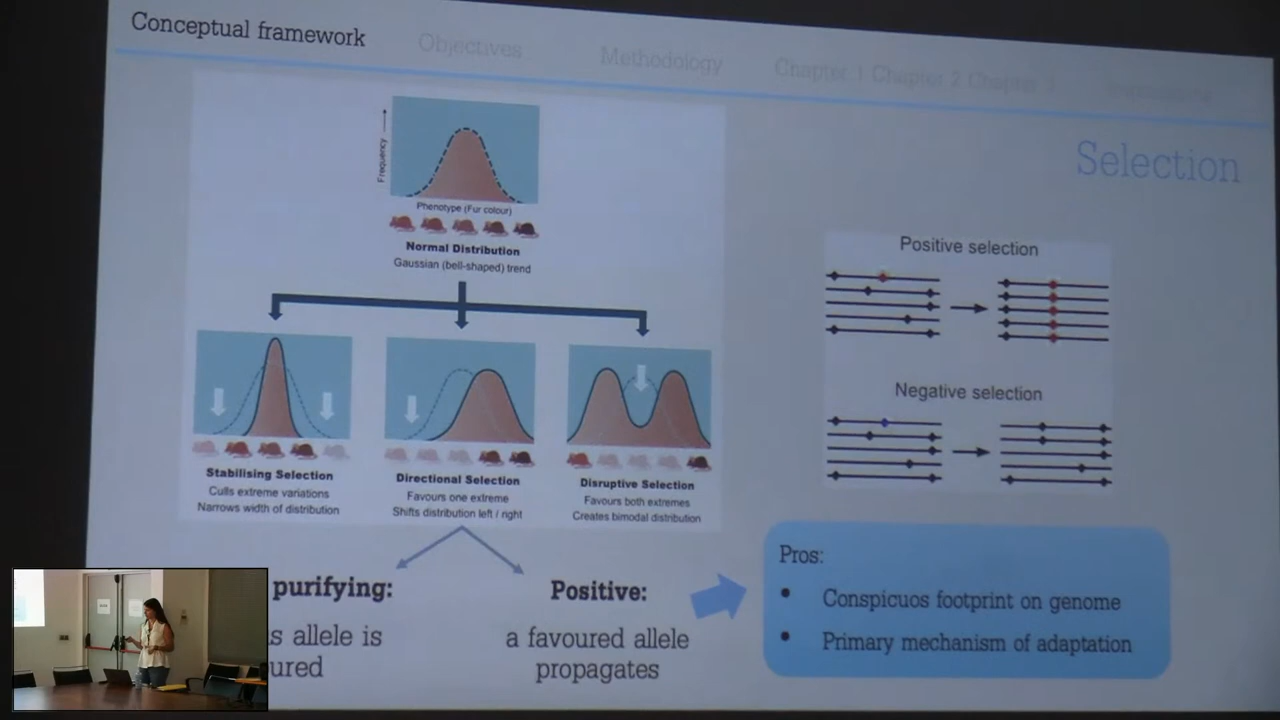 Conceptual framework
Objectives
Methodology
Chapter 1 Chapter 2 Chapter 3
Selection
Frequency
Phenotype (Fur colour)
Normal Distribution
Gaussian (bell-shaped) trend
Stabilising Selection
Culls extreme variations
Narrows width of distribution
Directional Selection
Favours one extreme
Shifts distribution left / right
Disruptive Selection
Favours both extremes
Creates bimodal distribution
Positive selection
Negative selection
purifying:
s allele is
ured
Positive:
a favoured allele
propagates
Pros:
• Conspicuos footprint on genome
• Primary mechanism of adaptation